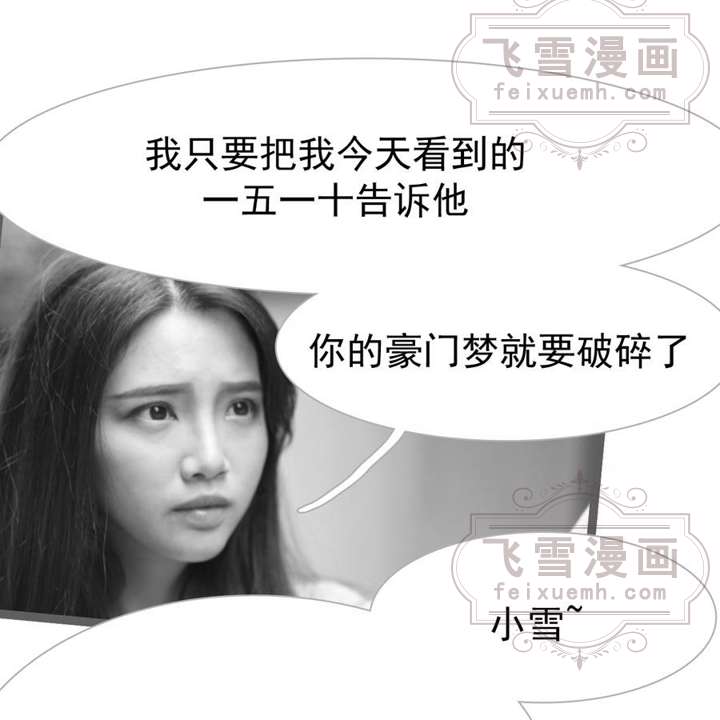 飞雪漫画
feixuemh.com
我只要把我今天看到的
一五一十告诉他
你的豪门梦就要破碎了
飞雪漫画
feixuemh.com
小雪~